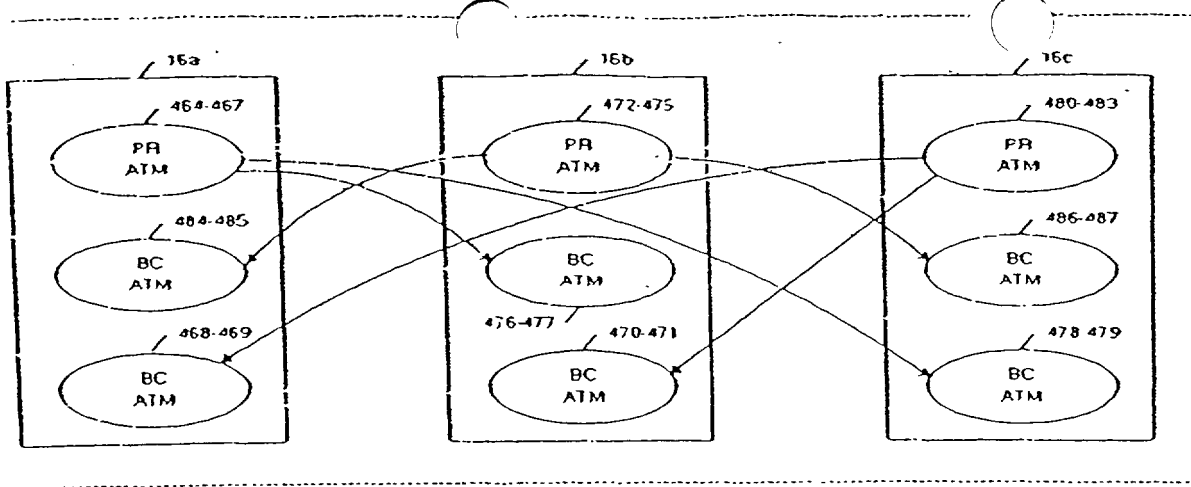 16a
16b
16c
464-467
472-475
480-483
PR
ATM
PR
ATM
PR
ATM
484-485
486-487
BC
ATM
BC
ATM
BC
ATM
476-477
468-469
470-471
478-479
BC
ATM
BC
ATM
BC
ATM